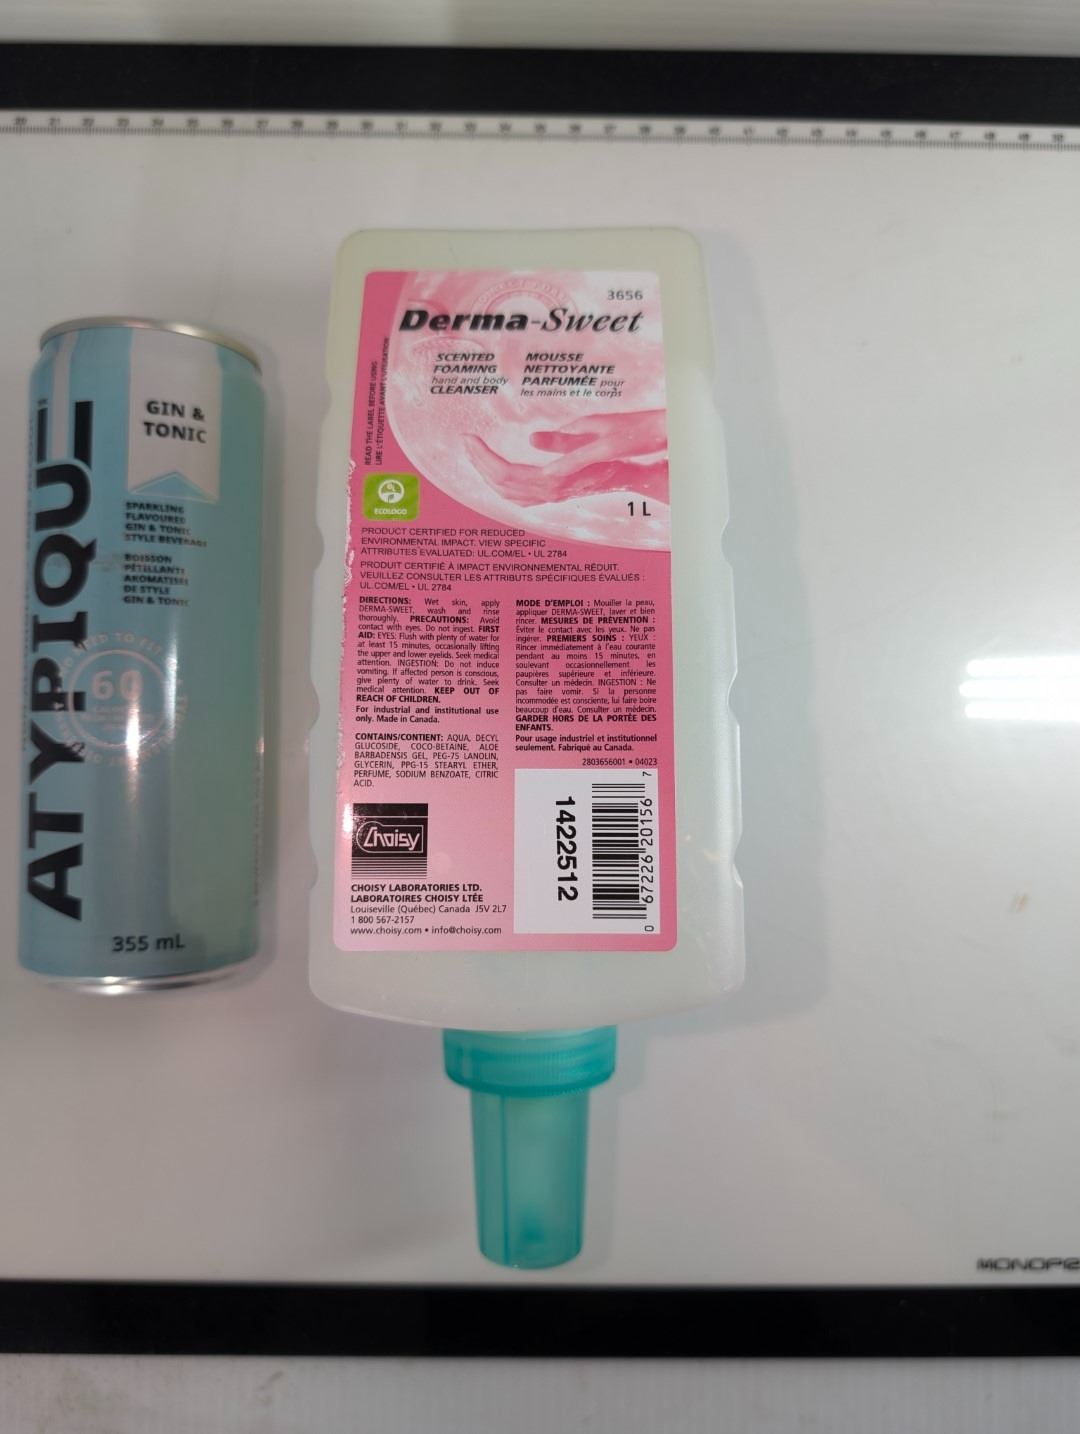 ATYPIQUE
GIN &
TONIC
SPARKLING
FLAVOURED
GIN & TONIC
STYLE BEVERAGE
BOISSON
PÉTILLANTE
AROMATISÉE
DE STYLE
GIN & TONIC
60
355 mL
3656
Derma-Sweet
SCENTED
FOAMING
hand and body
CLEANSER
MOUSSE
NETTOYANTE
PARFUMÉE pour
les mains et le corps
READ THE LABEL BEFORE USING
LIRE L'ÉTIQUETTE AVANT L'UTILISATION
ECOLOGO
1 L
PRODUCT CERTIFIED FOR REDUCED
ENVIRONMENTAL IMPACT. VIEW SPECIFIC
ATTRIBUTES EVALUATED: UL.COM/EL • UL 2784
PRODUIT CERTIFIÉ À IMPACT ENVIRONNEMENTAL RÉDUIT.
VEUILLEZ CONSULTER LES ATTRIBUTS SPÉCIFIQUES ÉVALUÉS :
UL.COM/EL • UL 2784
DIRECTIONS: Wet skin, apply
DERMA-SWEET, wash and rinse
thoroughly. PRECAUTIONS: Avoid
contact with eyes. Do not ingest. FIRST
AID: EYES: Flush with plenty of water for
at least 15 minutes, occasionally lifting
the upper and lower eyelids. Seek medical
attention. INGESTION: Do not induce
vomiting. If affected person is conscious,
give plenty of water to drink. Seek
medical attention. KEEP OUT OF
REACH OF CHILDREN.
For industrial and institutional use
only. Made in Canada.
CONTAINS/CONTENT: AQUA, DECYL
GLUCOSIDE, COCO-BETAINE, ALOE
BARBADENSIS GEL, PEG-75 LANOLIN,
GLYCERIN, PPG-15 STEARYL ETHER,
PERFUME, SODIUM BENZOATE, CITRIC
ACID.
MODE D'EMPLOI : Mouiller la peau,
appliquer DERMA-SWEET, laver et bien
rincer. MESURES DE PRÉVENTION :
Éviter le contact avec les yeux. Ne pas
ingérer. PREMIERS SOINS : YEUX :
Rincer immédiatement à l'eau courante
pendant au moins 15 minutes, en
soulevant occasionnellement les
paupières supérieure et inférieure.
Consulter un médecin. INGESTION : Ne
pas faire vomir. Si la personne
incommodée est consciente, lui faire boire
beaucoup d'eau. Consulter un médecin.
GARDER HORS DE LA PORTÉE DES
ENFANTS.
Pour usage industriel et institutionnel
seulement. Fabriqué au Canada.
2803656001 • 04023
Choisy
CHOISY LABORATORIES LTD.
LABORATOIRES CHOISY LTÉE
Louiseville (Québec) Canada J5V 2L7
1 800 567-2157
www.choisy.com • info@choisy.com
1422512
0 67226 20156 7